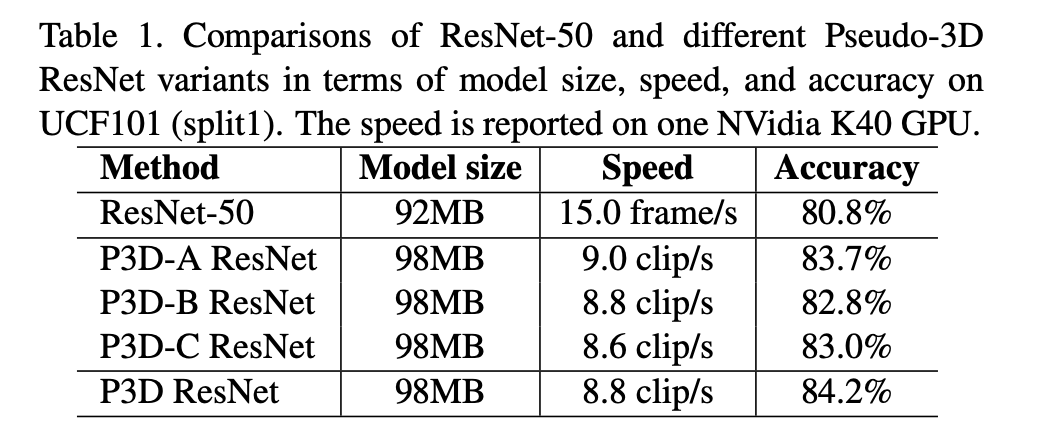 Table 1. Comparisons of ResNet-50 and different Pseudo-3D
ResNet variants in terms of model size, speed, and accuracy on
UCF101 (split1). The speed is reported on one NVidia K40 GPU.
Method Model size Speed Accuracy
ResNet-50 92MB 15.0 frame/s 80.8%
P3D-A ResNet 98MB 9.0 clip/s 83.7%
P3D-B ResNet 98MB 8.8 clip/s 82.8%
P3D-C ResNet 98MB 8.6 clip/s 83.0%
P3D ResNet 98MB 8.8 clip/s 84.2%